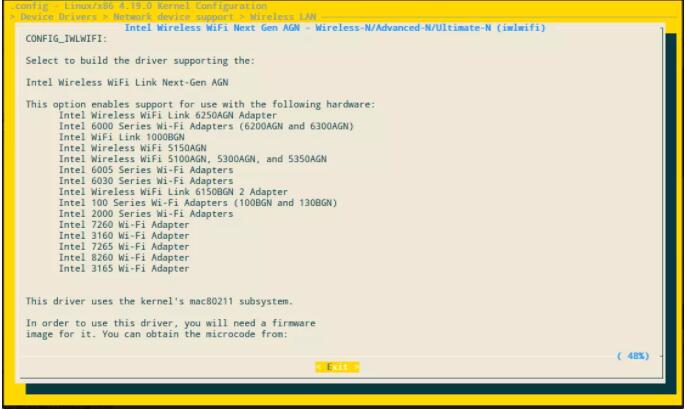 .config - Linux/x86 4.19.0 Kernel Configuration
> Device Drivers > Network device support > Wireless LAN
Intel Wireless WiFi Next Gen AGN - Wireless-N/Advanced-N/Ultimate-N (iwlwifi)
CONFIG_IWLWIFI:
Select to build the driver supporting the:
Intel Wireless WiFi Link Next-Gen AGN
This option enables support for use with the following hardware:
Intel Wireless WiFi Link 6250AGN Adapter
Intel 6000 Series Wi-Fi Adapters (6200AGN and 6300AGN)
Intel WiFi Link 1000BGN
Intel Wireless WiFi 5150AGN
Intel Wireless WiFi 5100AGN, 5300AGN, and 5350AGN
Intel 6005 Series Wi-Fi Adapters
Intel 6030 Series Wi-Fi Adapters
Intel Wireless WiFi Link 6150BGN 2 Adapter
Intel 100 Series Wi-Fi Adapters (100BGN and 130BGN)
Intel 2000 Series Wi-Fi Adapters
Intel 7260 Wi-Fi Adapter
Intel 3160 Wi-Fi Adapter
Intel 7265 Wi-Fi Adapter
Intel 8260 Wi-Fi Adapter
Intel 3165 Wi-Fi Adapter
This driver uses the kernel's mac80211 subsystem.
In order to use this driver, you will need a firmware
image for it. You can obtain the microcode from:
( 48%)
< Exit >